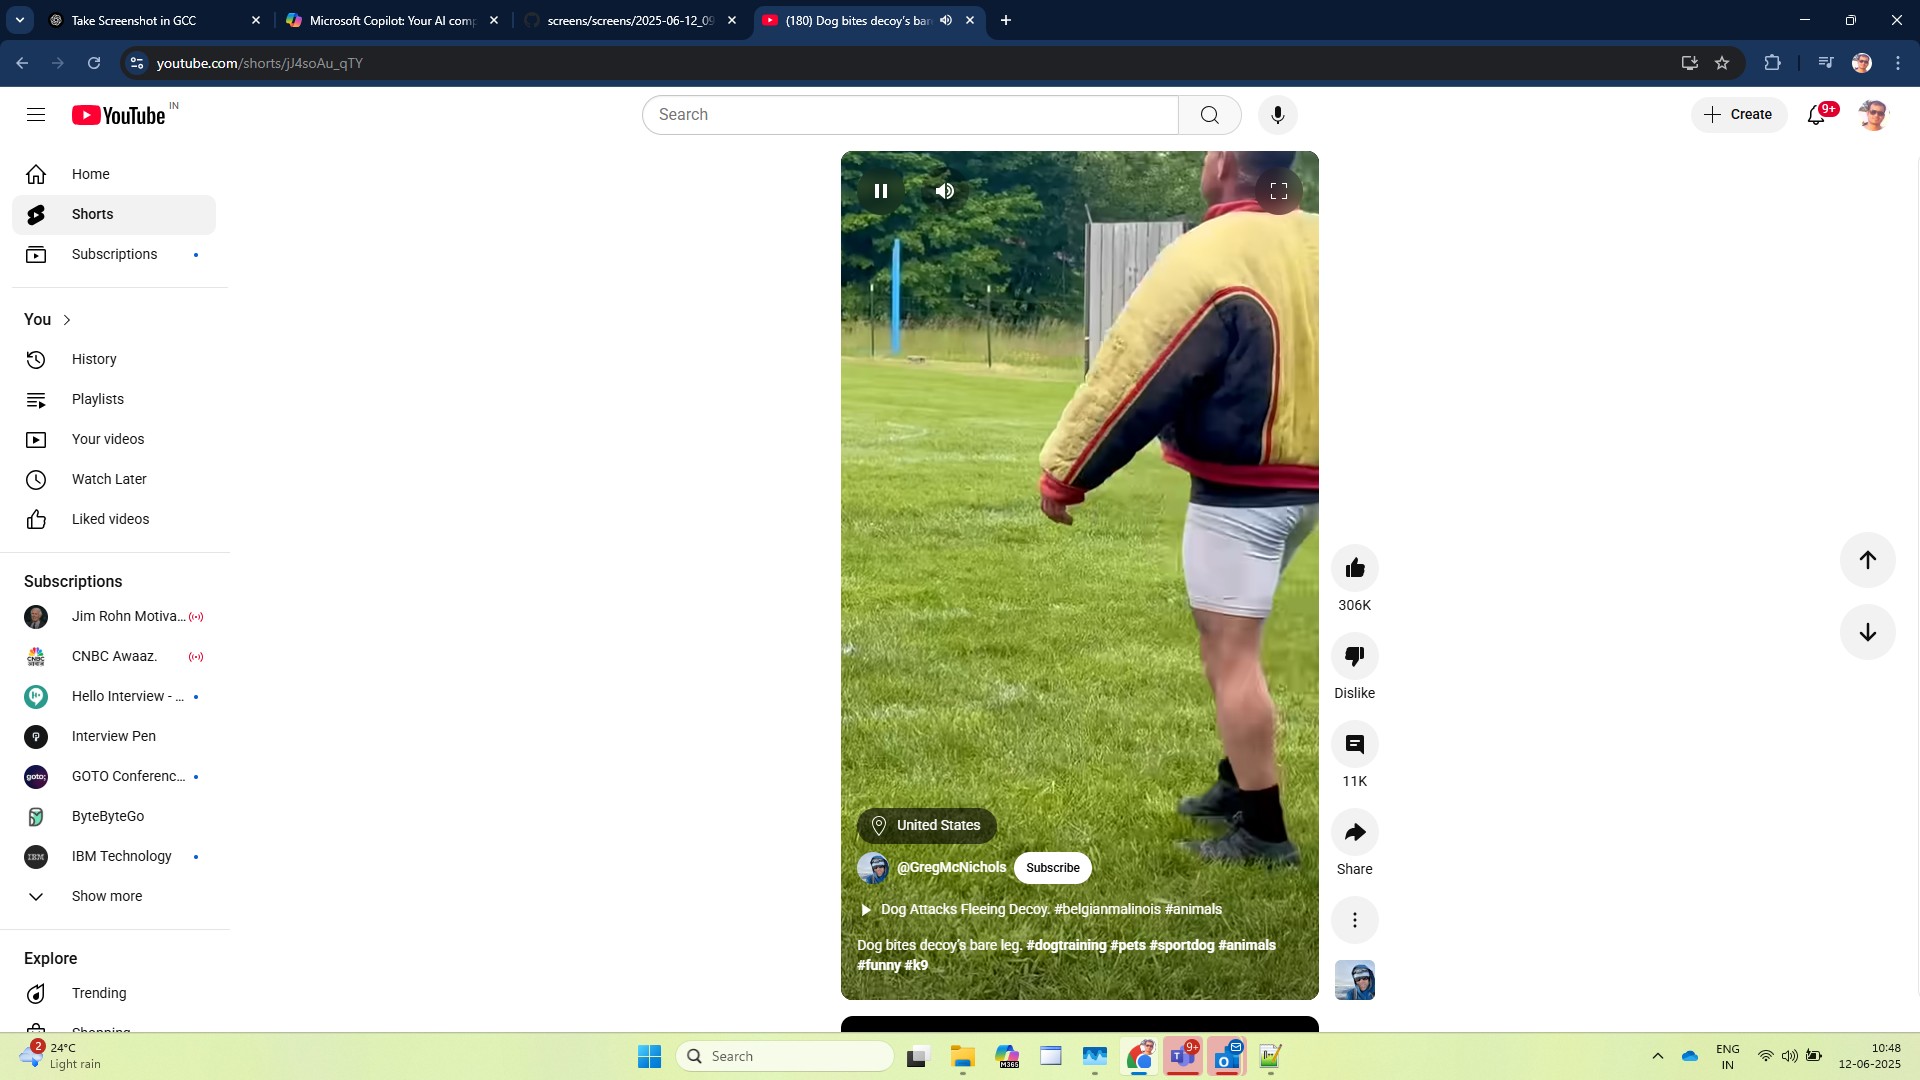 Take Screenshot in GCC
Microsoft Copilot: Your AI comp
screens/screens/2025-06-12_09
(180) Dog bites decoy's bar
youtube.com/shorts/jJ4soAu_qTY
YouTube IN
Search
Create
9+
Home
Shorts
Subscriptions
You
History
Playlists
Your videos
Watch Later
Liked videos
Subscriptions
Jim Rohn Motiva...
CNBC Awaaz.
Hello Interview - ...
Interview Pen
GOTO Conferenc...
ByteByteGo
IBM Technology
Show more
Explore
Trending
Shopping
United States
@GregMcNichols
Subscribe
Dog Attacks Fleeing Decoy. #belgianmalinois #animals
Dog bites decoy's bare leg. #dogtraining #pets #sportdog #animals
#funny #k9
306K
Dislike
11K
Share
2
24°C
Light rain
Search
M365
9+
ENG
IN
10:48
12-06-2025